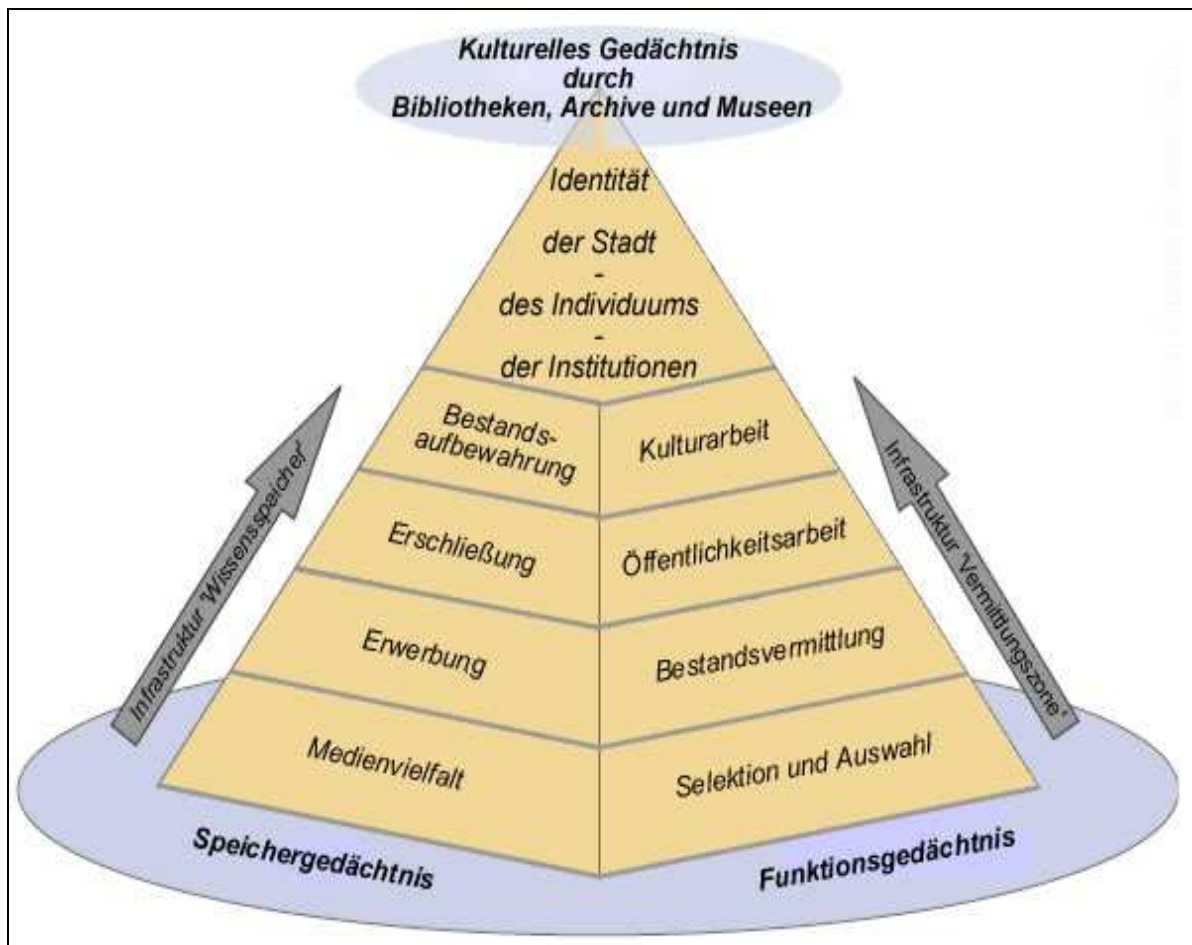 Kulturelles Gedächtnis
durch
Bibliotheken, Archive und Museen
Identität
der Stadt
-
des Individuums
-
der Institutionen
Bestands-
aufbewahrung
Kulturarbeit
Erschließung
Öffentlichkeitsarbeit
Erwerbung
Bestandsvermittlung
Medienvielfalt
Selektion und Auswahl
Infrastruktur "Wissensspeicher"
Infrastruktur "Vermittlungszone"
Speichergedächtnis
Funktionsgedächtnis